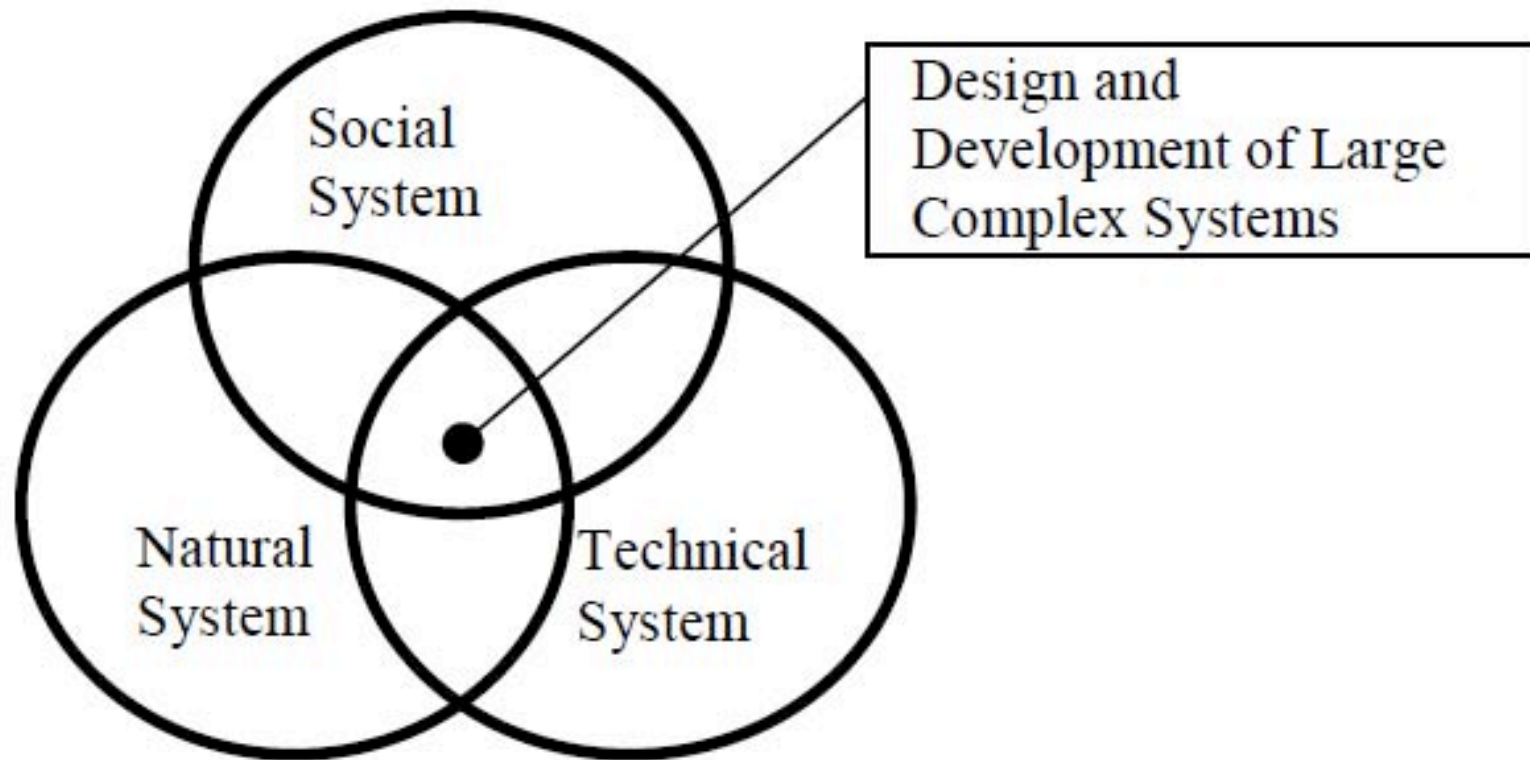 Social
System
Design and
Development of Large
Complex Systems
Natural
System
Technical
System